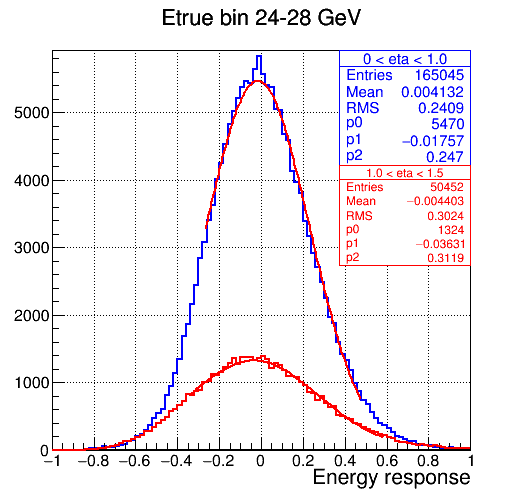 Etrue bin 24-28 GeV
0 < eta < 1.0
Entries 165045
Mean 0.004132
RMS 0.2409
p0 5470
p1 −0.01757
p2 0.247
1.0 < eta < 1.5
Entries 50452
Mean −0.004403
RMS 0.3024
p0 1324
p1 −0.03631
p2 0.3119
5000
4000
3000
2000
1000
0
−1 −0.8 −0.6 −0.4 −0.2 0 0.2 0.4 0.6 0.8 1
Energy response